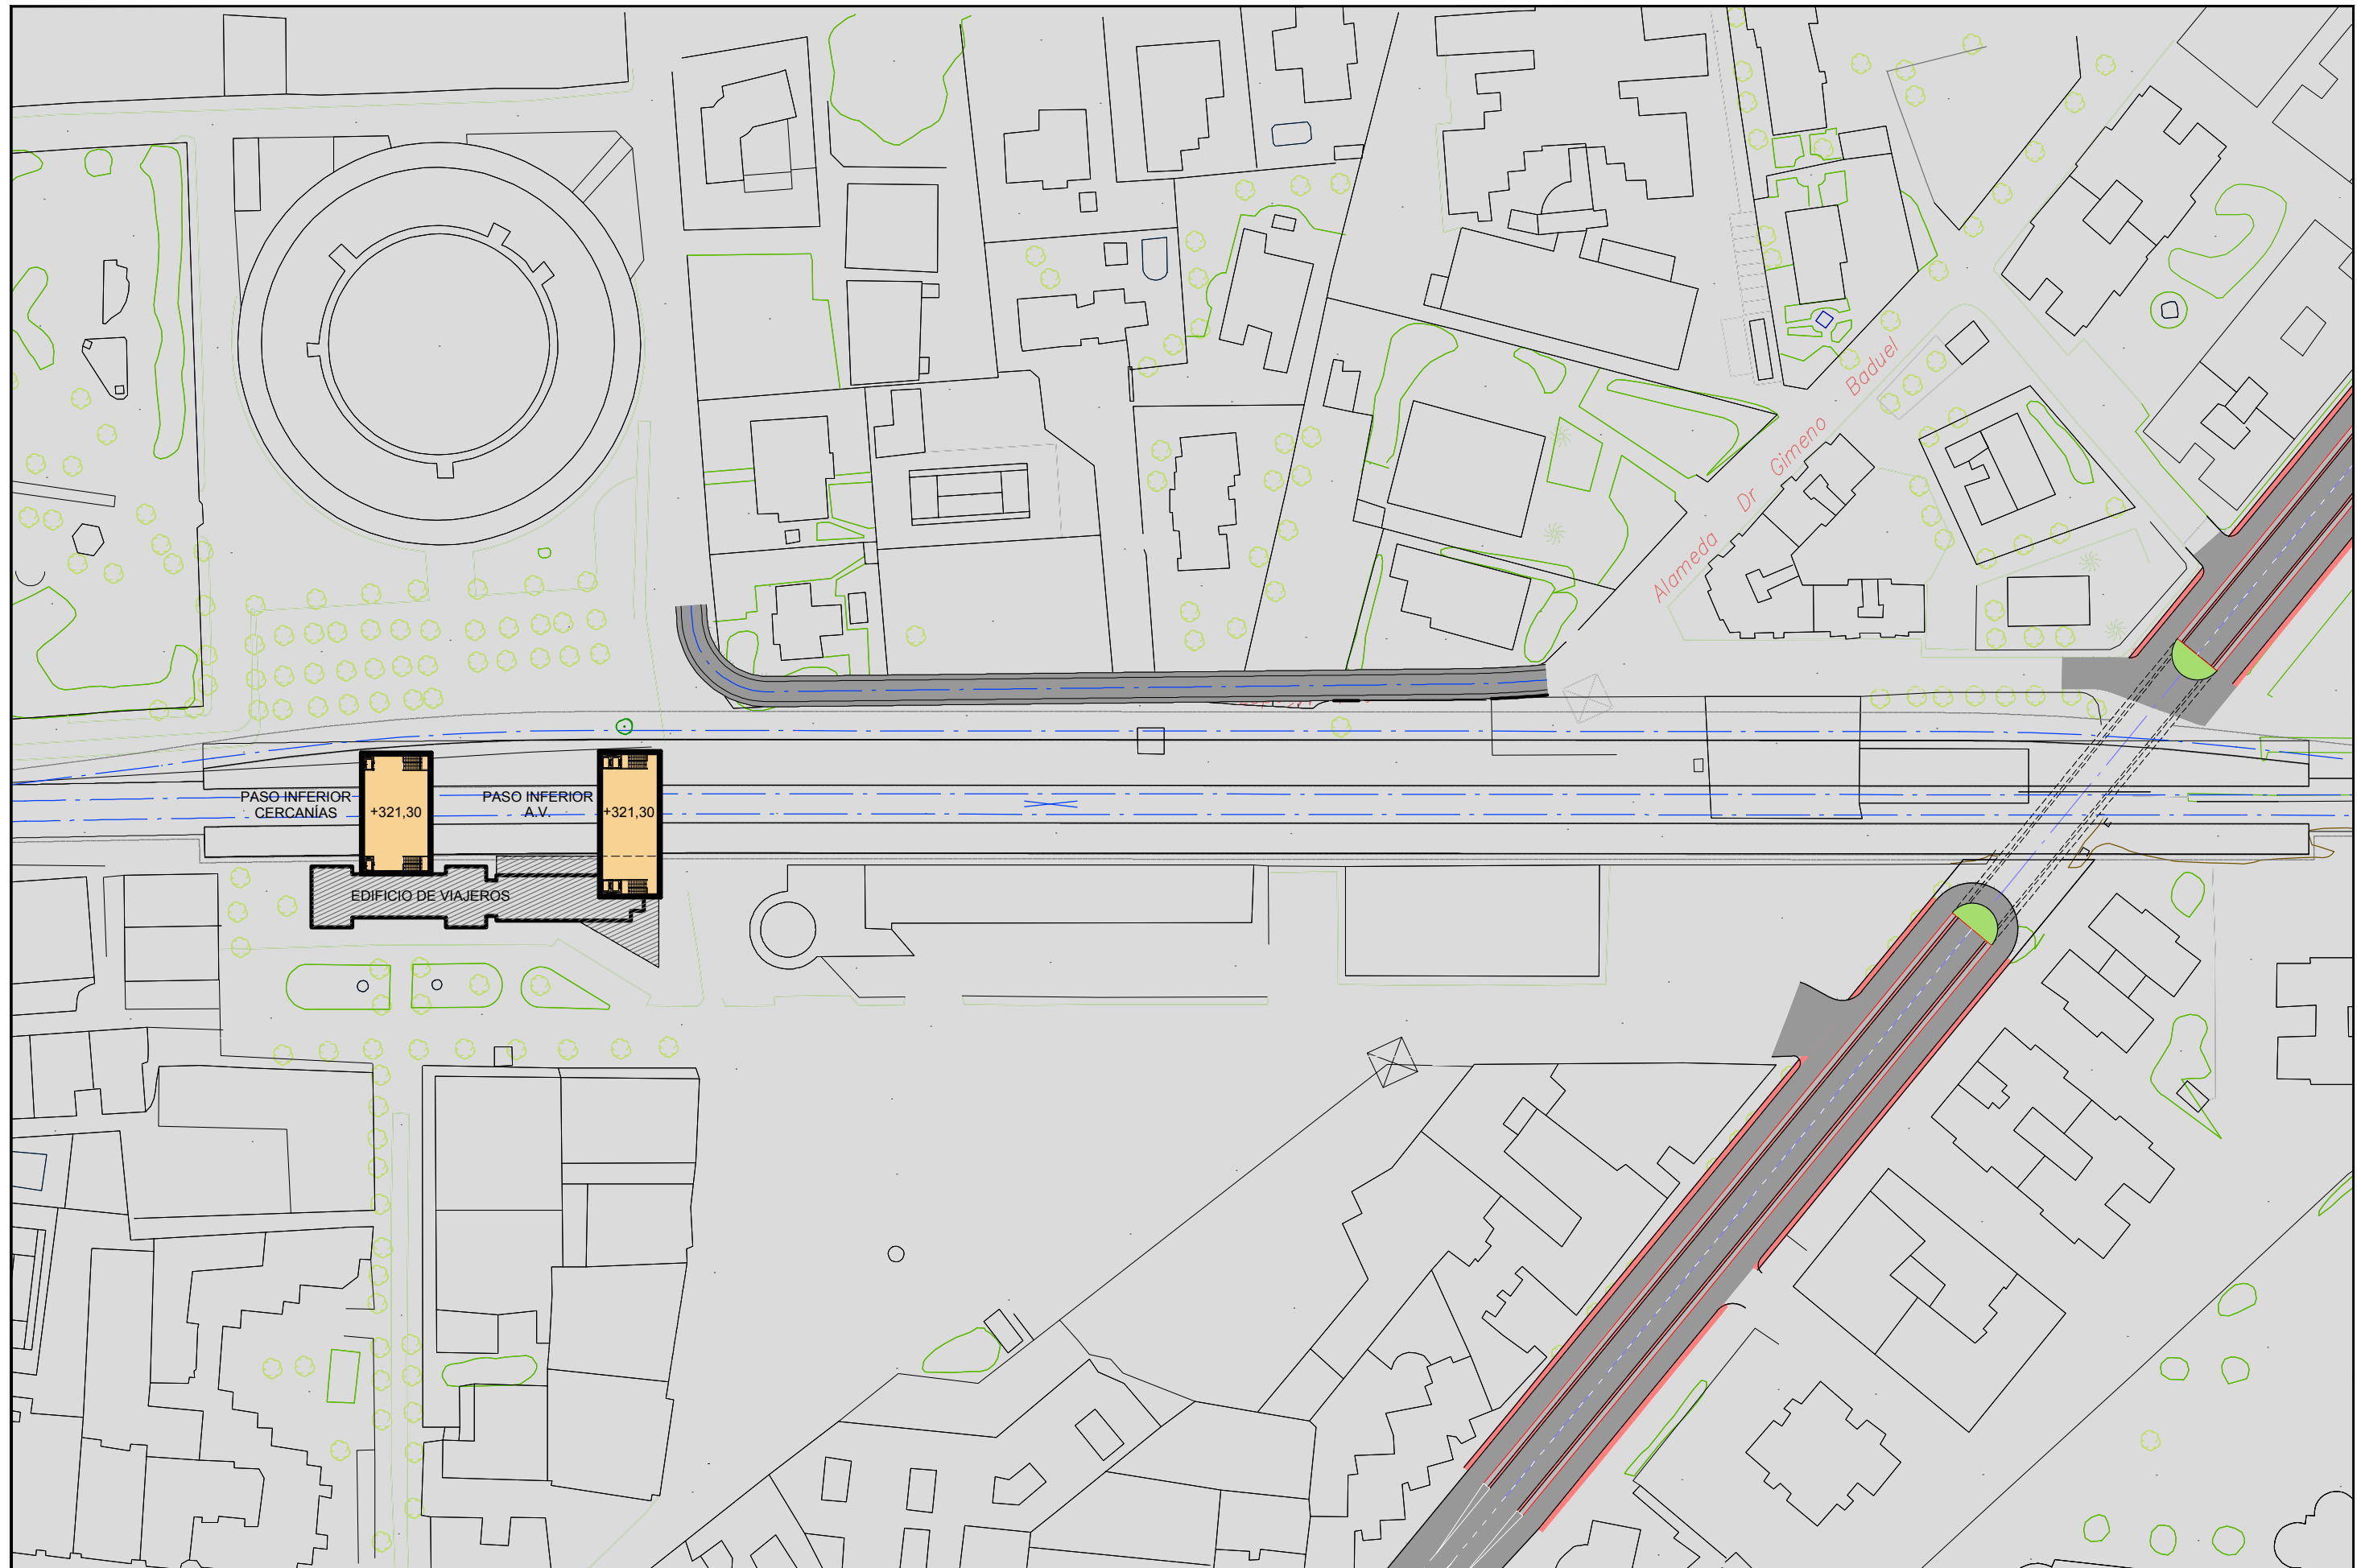 Alameda Dr Gimeno Baduel
PASO INFERIOR
CERCANÍAS
+321,30
PASO INFERIOR
A.V.
+321,30
EDIFICIO DE VIAJEROS